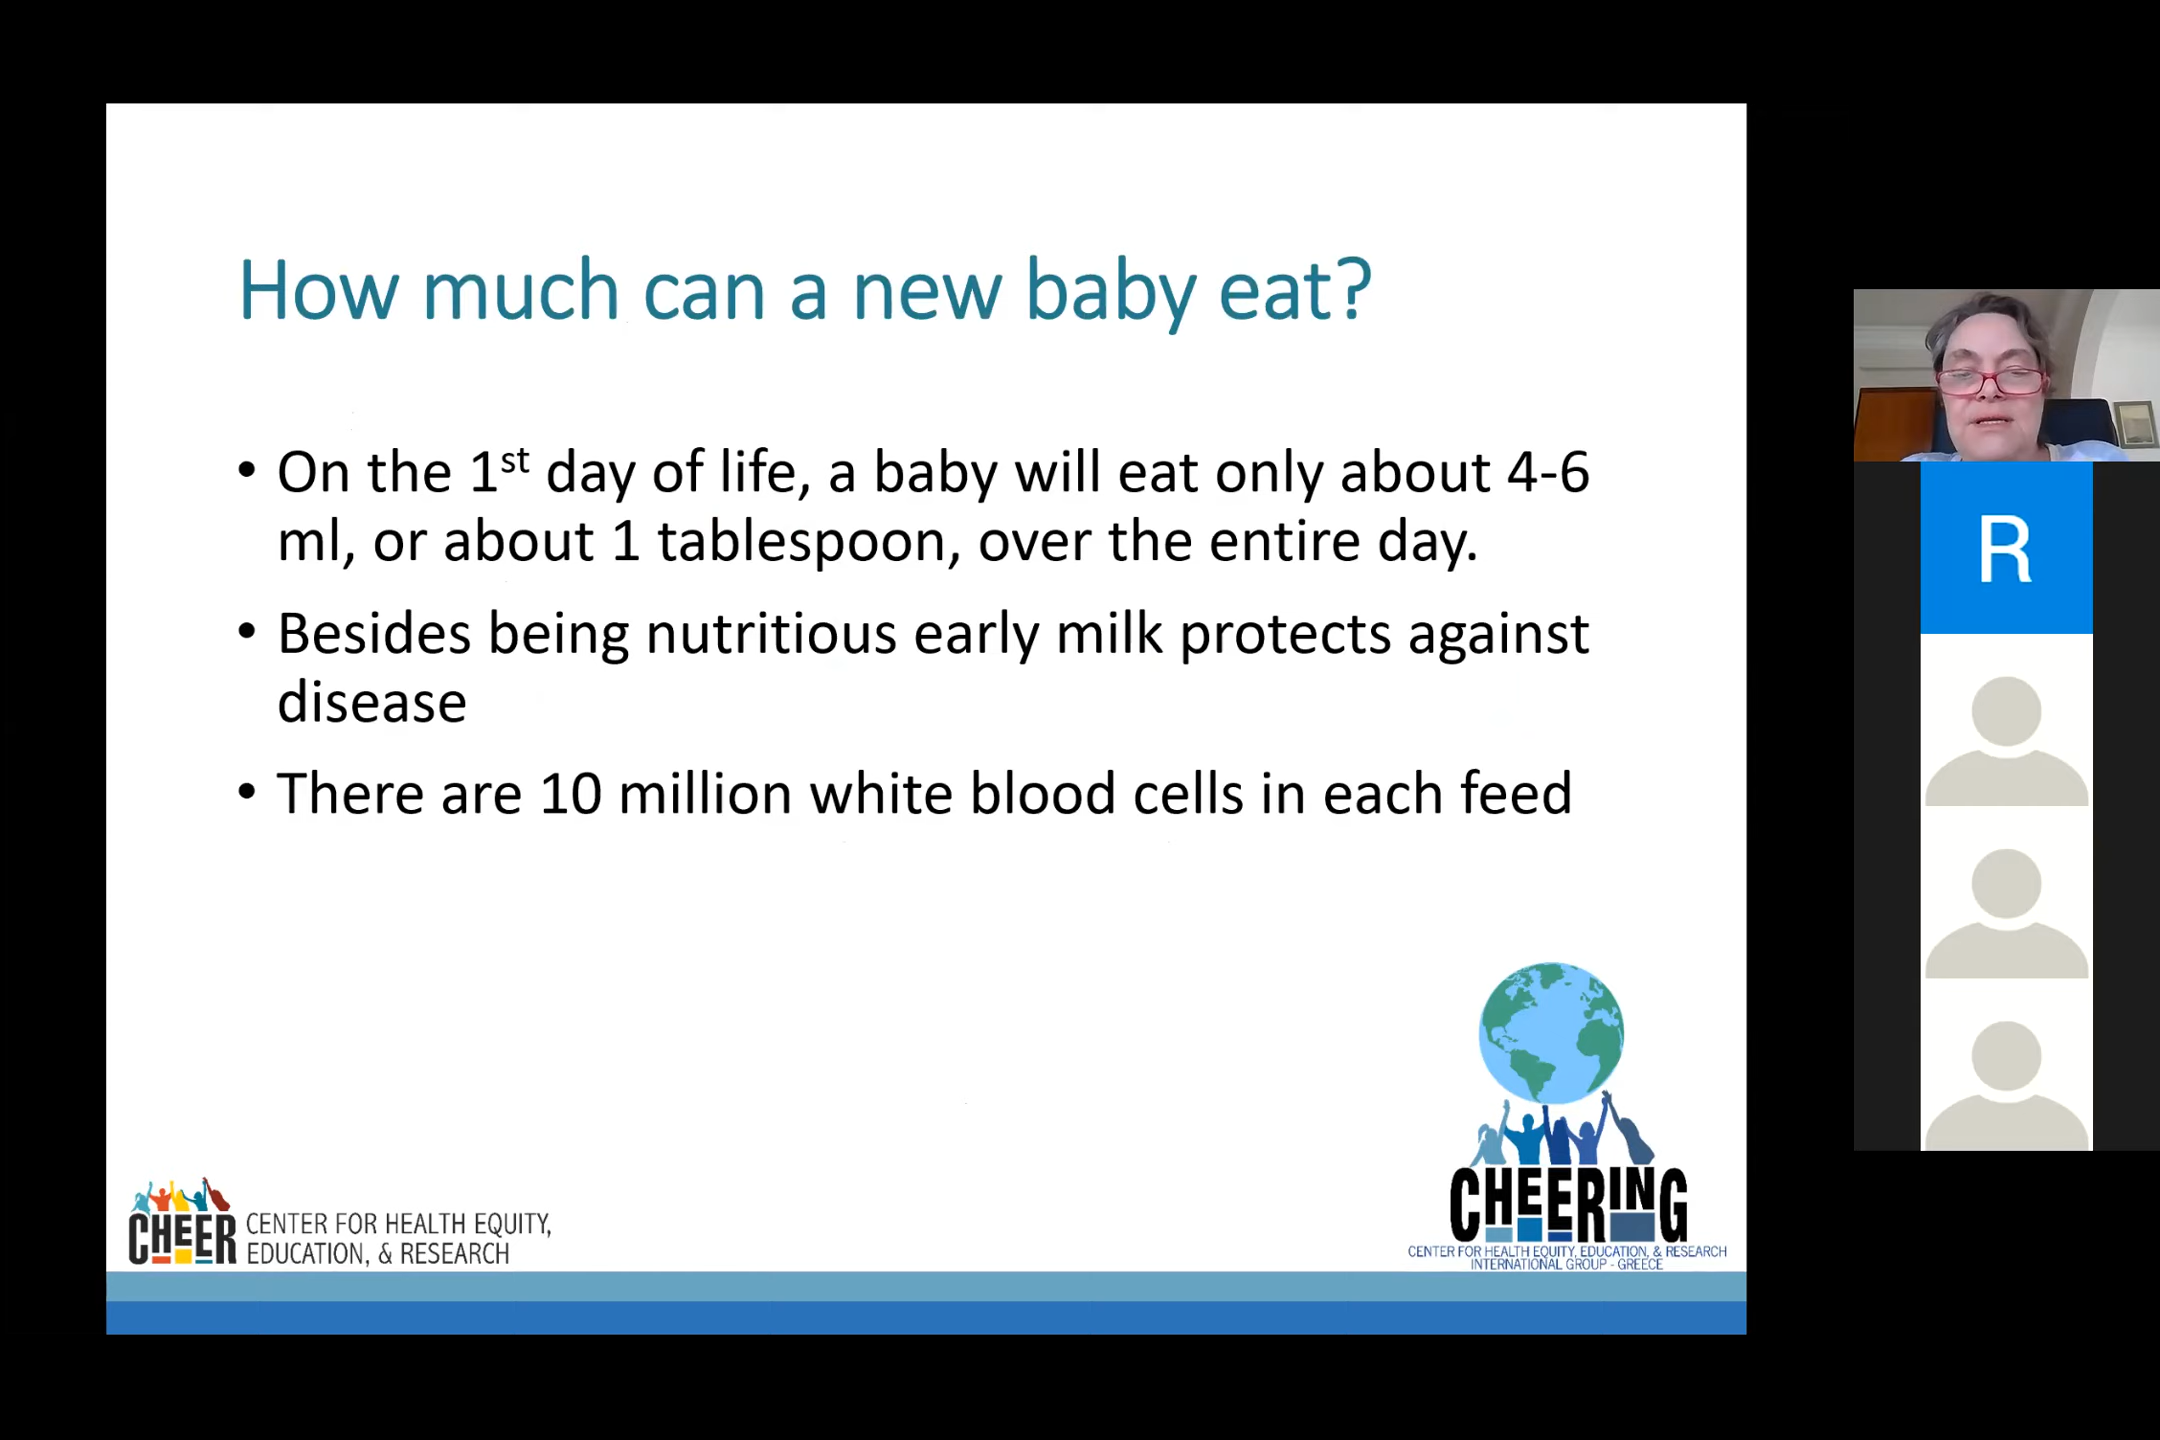 How much can a new baby eat?
• On the 1st day of life, a baby will eat only about 4-6
ml, or about 1 tablespoon, over the entire day.
• Besides being nutritious early milk protects against
disease
• There are 10 million white blood cells in each feed
R
CHEER
CENTER FOR HEALTH EQUITY,
EDUCATION, & RESEARCH
CHEERING
CENTER FOR HEALTH EQUITY, EDUCATION, & RESEARCH
INTERNATIONAL GROUP - GREECE